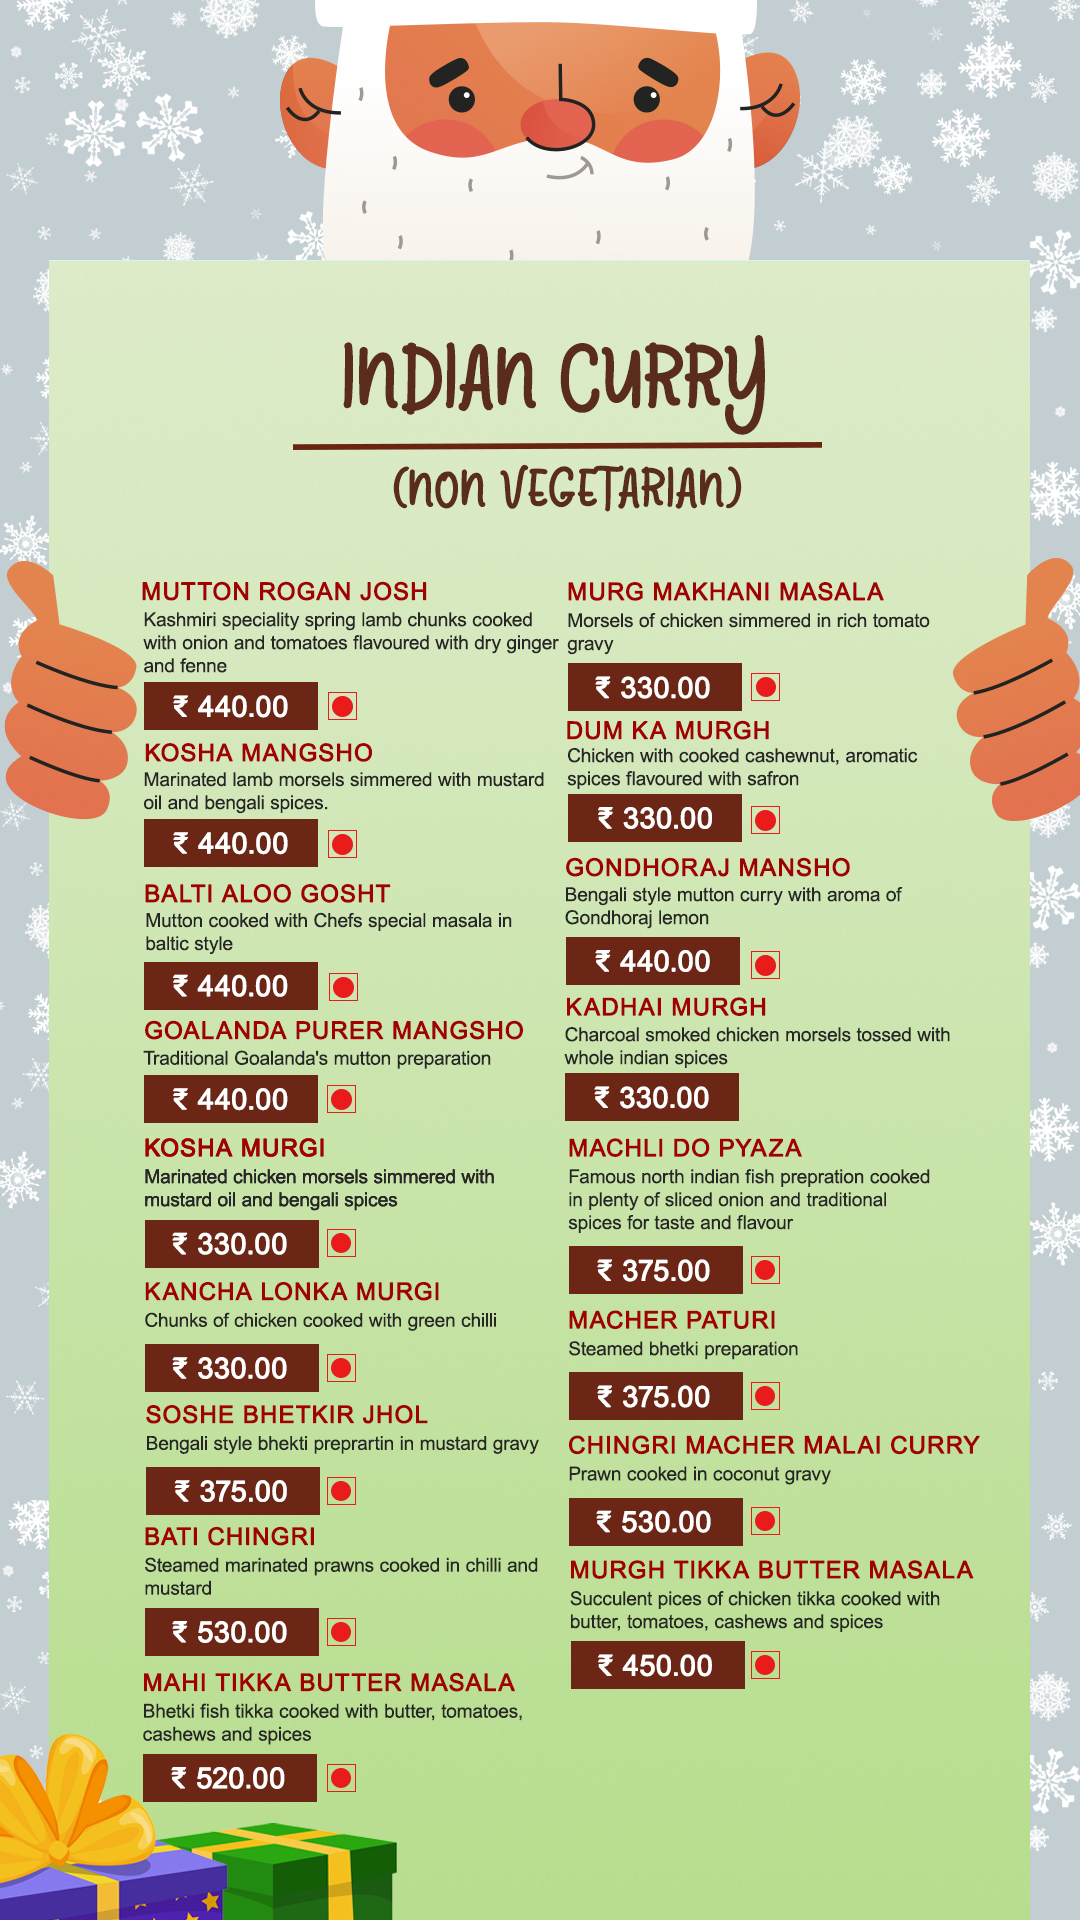 INDIAN CURRY
(NON VEGETARIAN)
MUTTON ROGAN JOSH
Kashmiri speciality spring lamb chunks cooked
with onion and tomatoes flavoured with dry ginger
and fenne
₹ 440.00
KOSHA MANGSHO
Marinated lamb morsels simmered with mustard
oil and bengali spices.
₹ 440.00
BALTI ALOO GOSHT
Mutton cooked with Chefs special masala in
baltic style
₹ 440.00
GOALANDA PURER MANGSHO
Traditional Goalanda's mutton preparation
₹ 440.00
KOSHA MURGI
Marinated chicken morsels simmered with
mustard oil and bengali spices
₹ 330.00
KANCHA LONKA MURGI
Chunks of chicken cooked with green chilli
₹ 330.00
SOSHE BHETKIR JHOL
Bengali style bhekti preprartin in mustard gravy
₹ 375.00
BATI CHINGRI
Steamed marinated prawns cooked in chilli and
mustard
₹ 530.00
MAHI TIKKA BUTTER MASALA
Bhetki fish tikka cooked with butter, tomatoes,
cashews and spices
₹ 520.00
MURG MAKHANI MASALA
Morsels of chicken simmered in rich tomato
gravy
₹ 330.00
DUM KA MURGH
Chicken with cooked cashewnut, aromatic
spices flavoured with safron
₹ 330.00
GONDHORAJ MANSHO
Bengali style mutton curry with aroma of
Gondhoraj lemon
₹ 440.00
KADHAI MURGH
Charcoal smoked chicken morsels tossed with
whole indian spices
₹ 330.00
MACHLI DO PYAZA
Famous north indian fish prepration cooked
in plenty of sliced onion and traditional
spices for taste and flavour
₹ 375.00
MACHER PATURI
Steamed bhetki preparation
₹ 375.00
CHINGRI MACHER MALAI CURRY
Prawn cooked in coconut gravy
₹ 530.00
MURGH TIKKA BUTTER MASALA
Succulent pices of chicken tikka cooked with
butter, tomatoes, cashews and spices
₹ 450.00